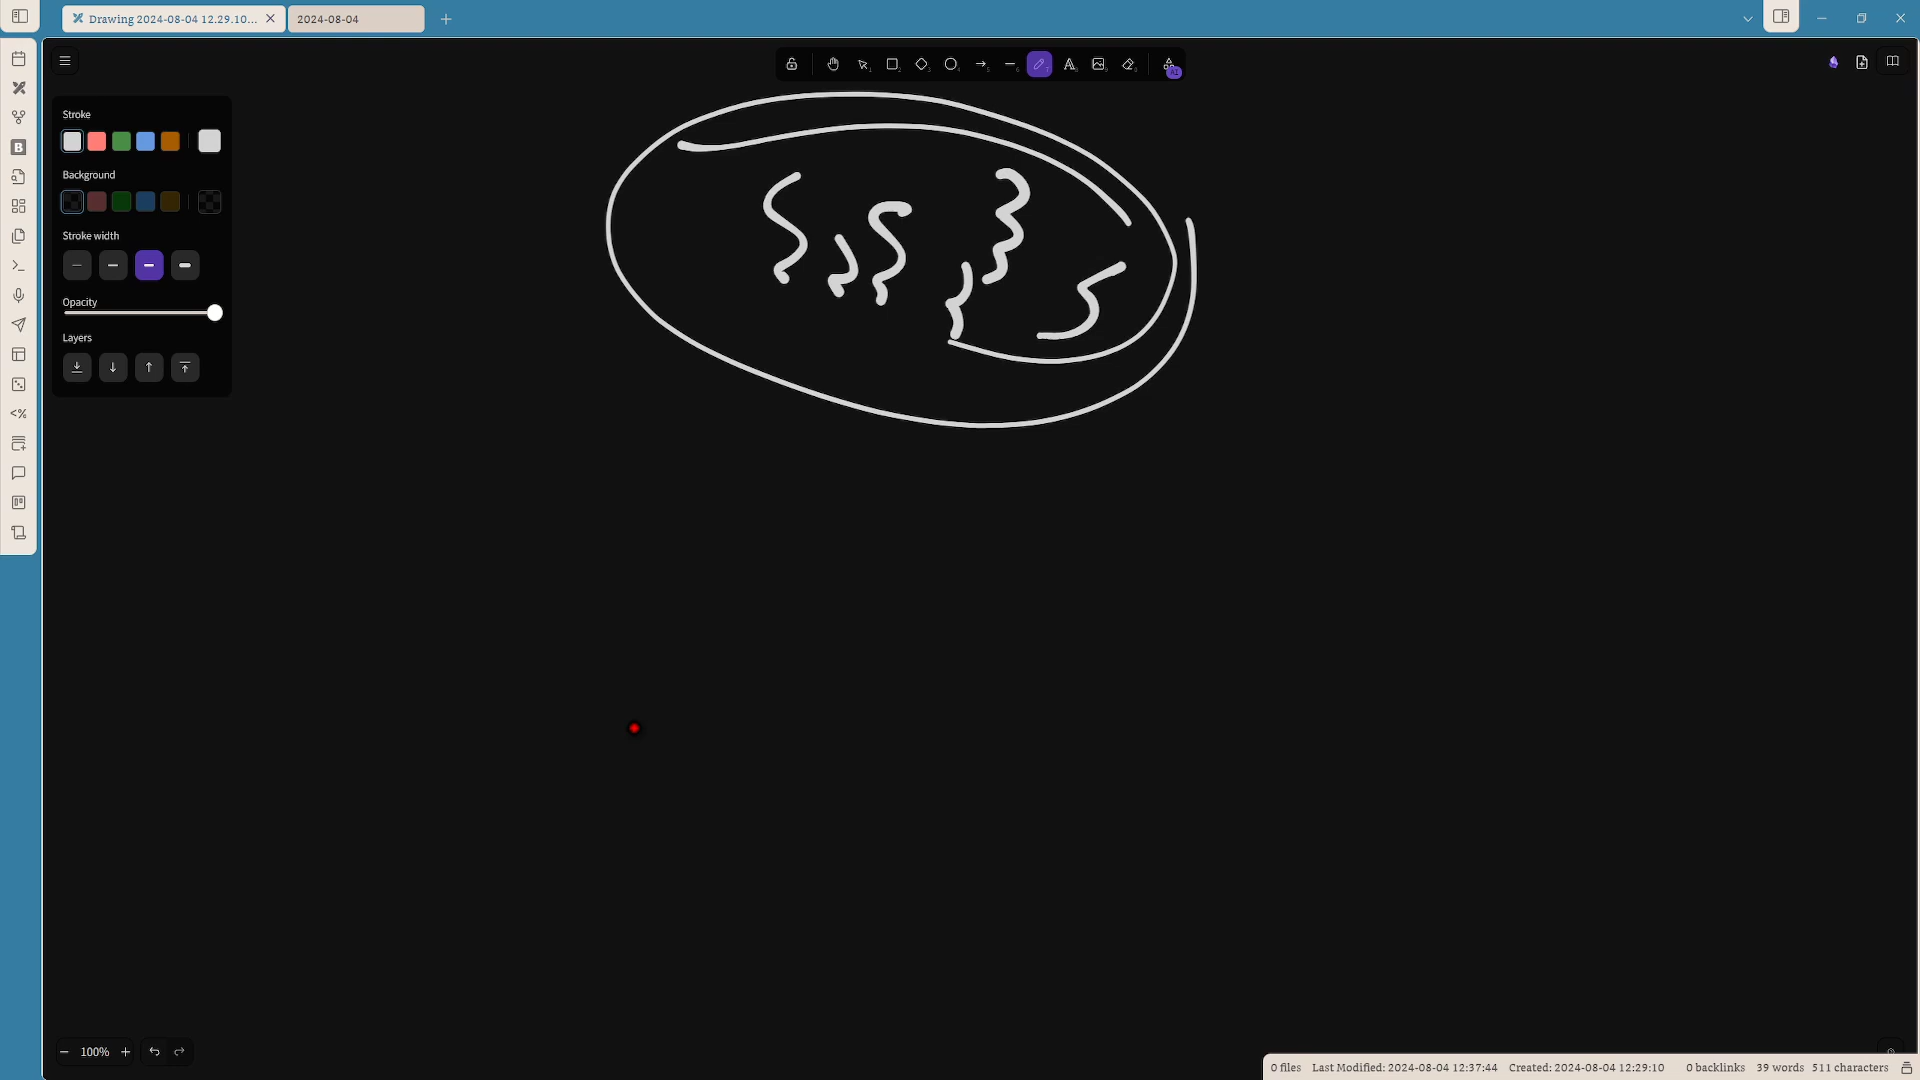 Drawing 2024-08-04 12.29.10...
2024-08-04
Stroke
Background
Stroke width
Opacity
Layers
B
<%
AI
100%
0 files Last Modified: 2024-08-04 12:37:44 Created: 2024-08-04 12:29:10 0 backlinks 39 words 511 characters